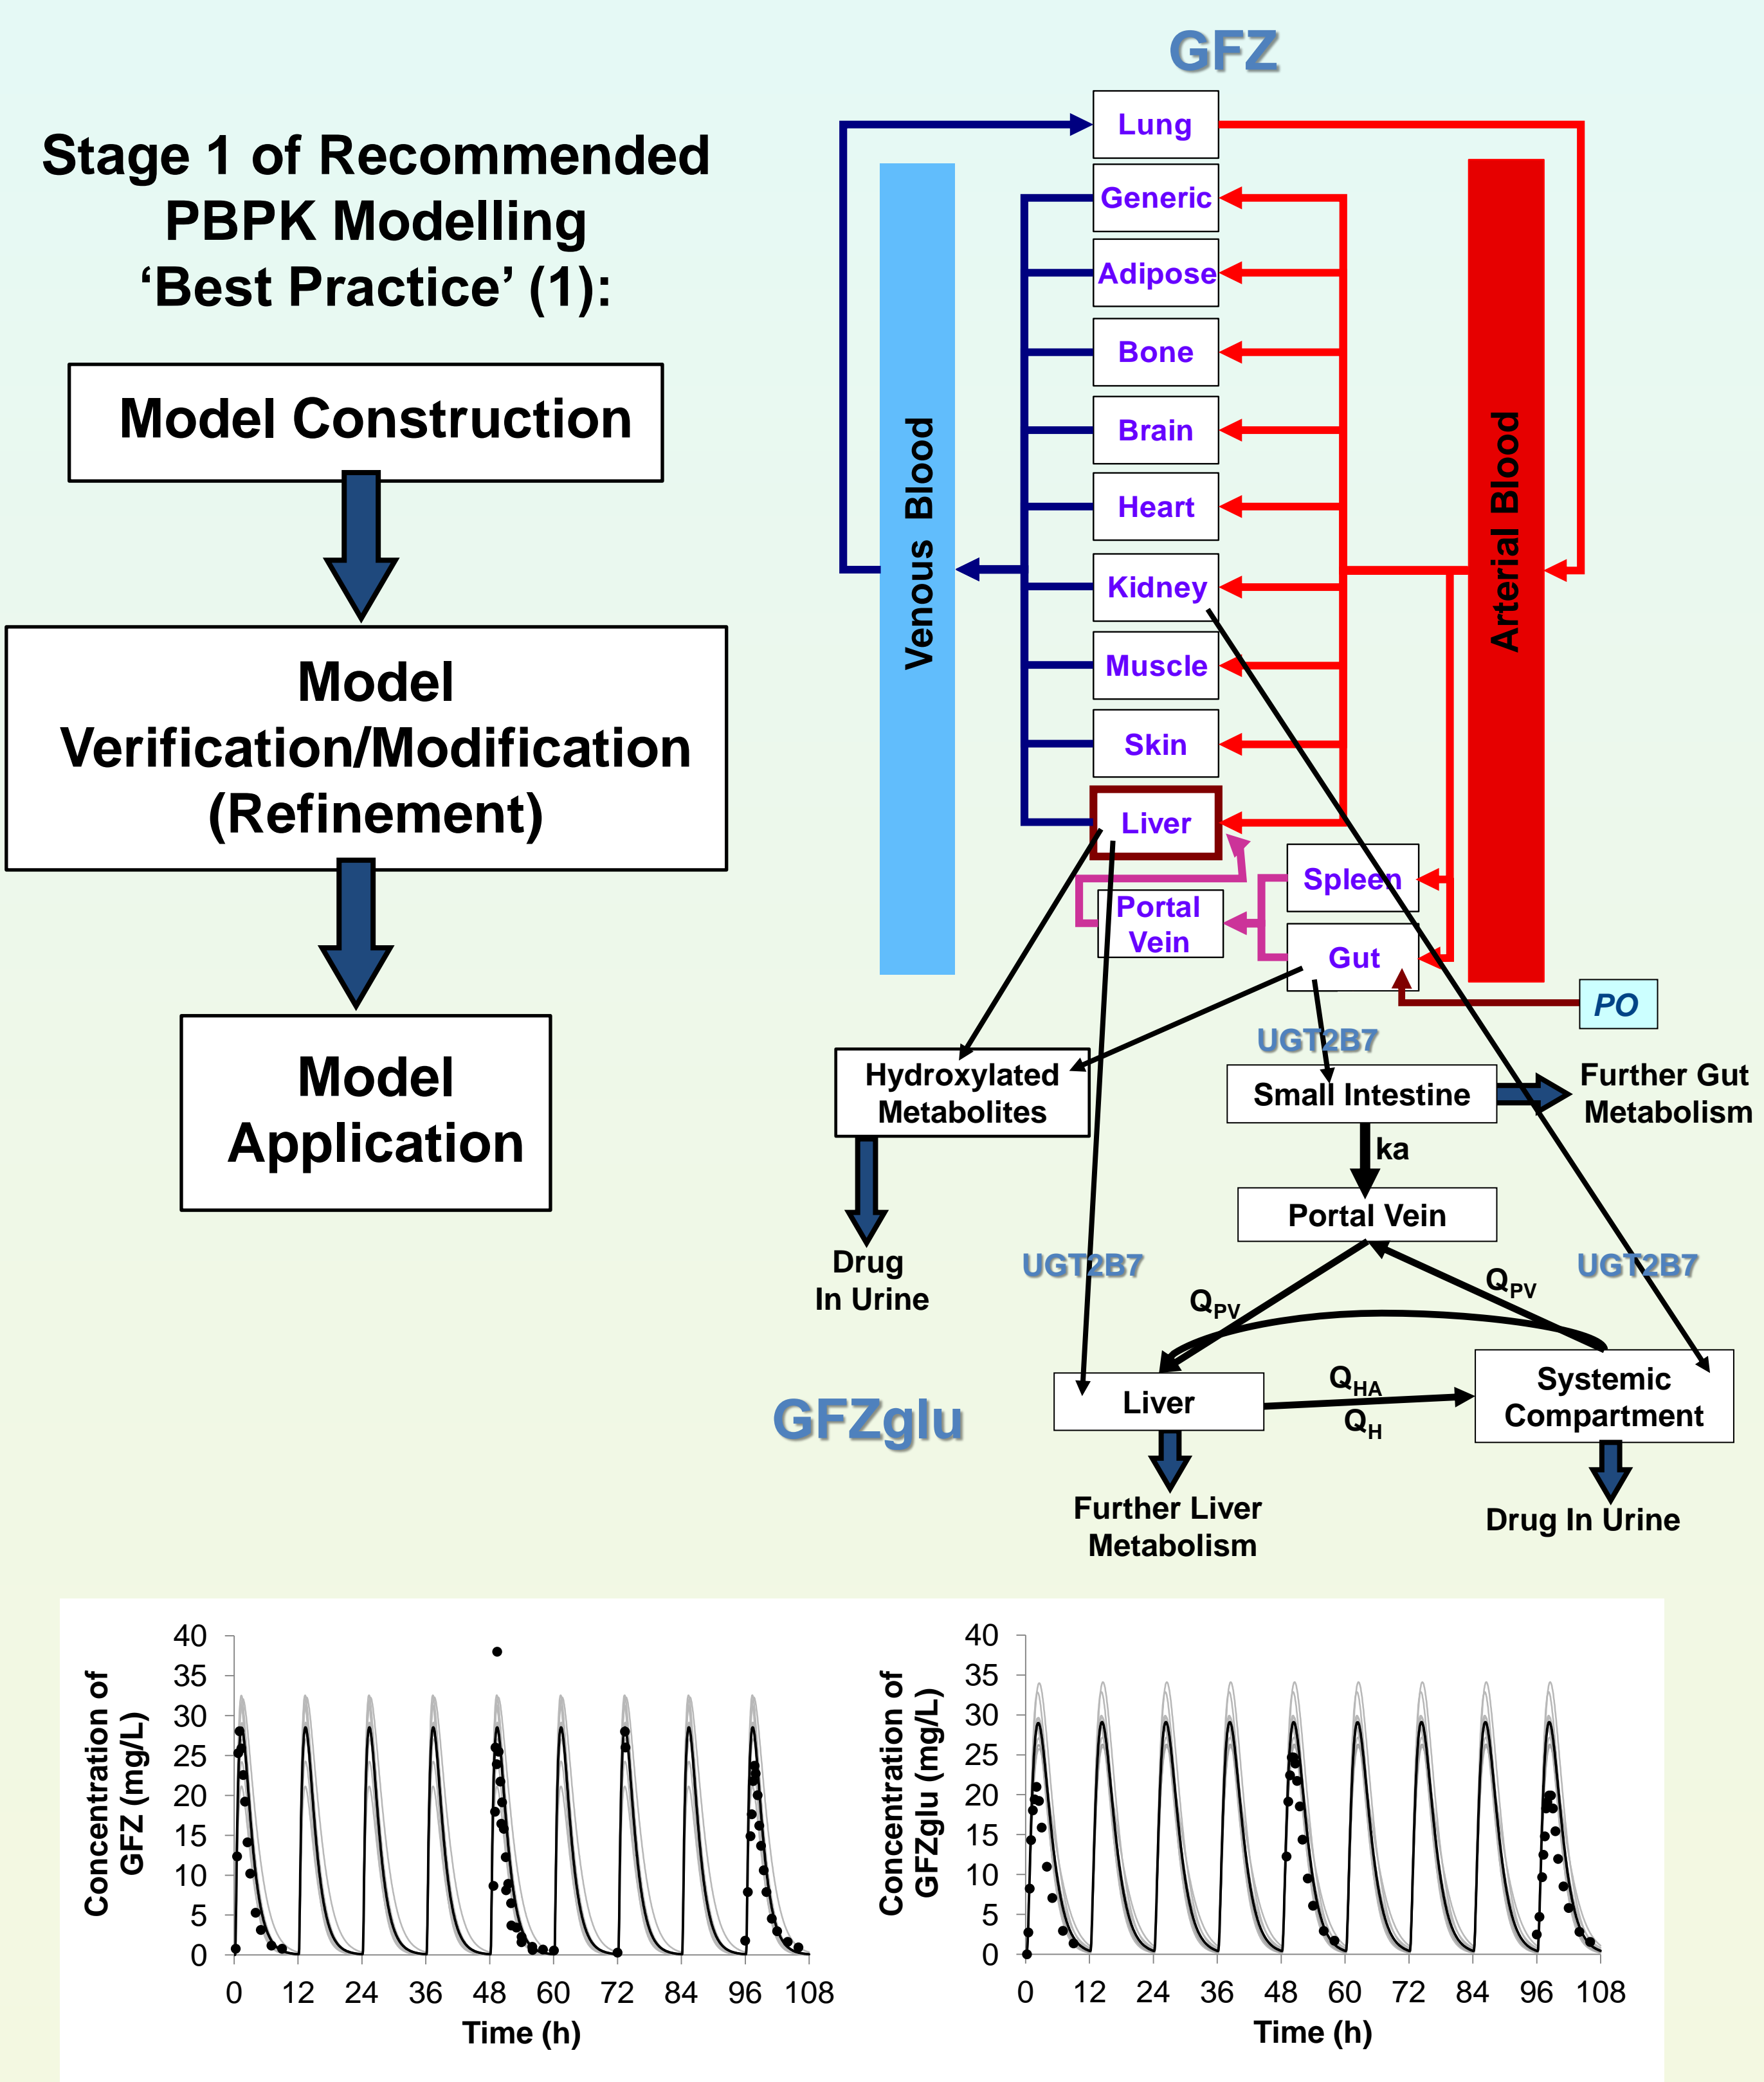 GFZ
Stage 1 of Recommended
PBPK Modelling
‘Best Practice’ (1):
Model Construction
Model
Verification/Modification
(Refinement)
Model
Application
Lung
Generic
Adipose
Bone
Brain
Heart
Kidney
Muscle
Skin
Liver
Spleen
Portal
Vein
Gut
Venous Blood
Arterial Blood
PO
UGT2B7
Hydroxylated
Metabolites
Small Intestine
Further Gut
Metabolism
ka
Portal Vein
Drug
In Urine
UGT2B7
UGT2B7
QPV
QPV
Liver
QHA
QH
Systemic
Compartment
GFZglu
Further Liver
Metabolism
Drug In Urine
Concentration of
GFZ (mg/L)
40
35
30
25
20
15
10
5
0
0 12 24 36 48 60 72 84 96 108
Time (h)
Concentration of
GFZglu (mg/L)
40
35
30
25
20
15
10
5
0
0 12 24 36 48 60 72 84 96 108
Time (h)